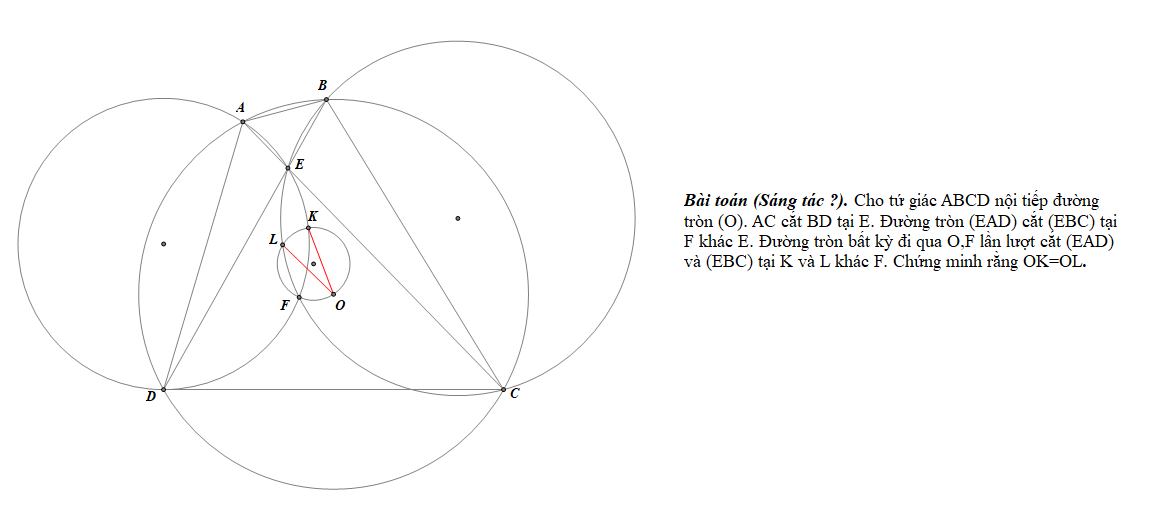 B
A
E
K
L
F
O
D
C
Bài toán (Sáng tác ?). Cho tứ giác ABCD nội tiếp đường
tròn (O). AC cắt BD tại E. Đường tròn (EAD) cắt (EBC) tại
F khác E. Đường tròn bất kỳ đi qua O,F lần lượt cắt (EAD)
và (EBC) tại K và L khác F. Chứng minh rằng OK=OL.